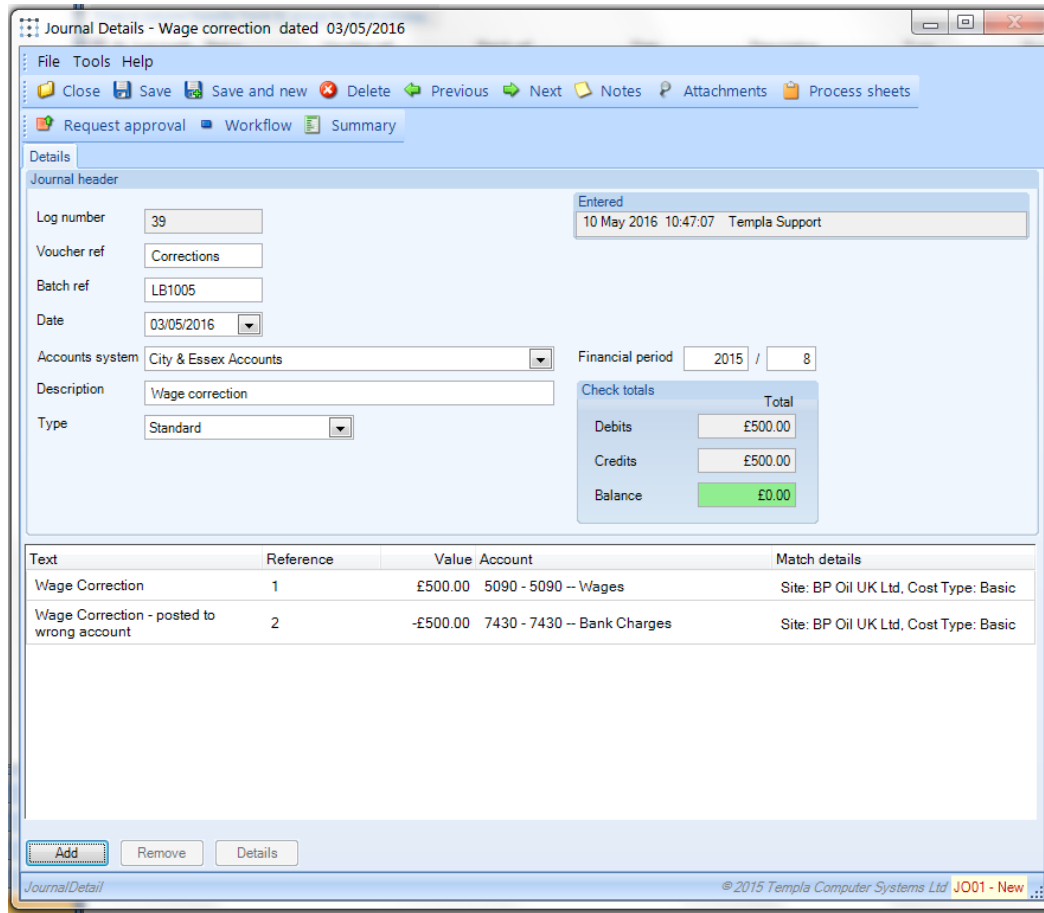 Journal Details - Wage correction dated 03/05/2016
File Tools Help
Close Save Save and new Delete Previous Next Notes Attachments Process sheets
Request approval Workflow Summary
Details
Journal header
Log number 39
Entered
10 May 2016 10:47:07 Templa Support
Voucher ref Corrections
Batch ref LB1005
Date 03/05/2016
Accounts system City & Essex Accounts
Financial period 2015 / 8
Description Wage correction
Check totals
Total
Type Standard
Debits £500.00
Credits £500.00
Balance £0.00
Text Reference Value Account Match details
Wage Correction 1 £500.00 5090 - 5090 -- Wages Site: BP Oil UK Ltd, Cost Type: Basic
Wage Correction - posted to
wrong account 2 -£500.00 7430 - 7430 -- Bank Charges Site: BP Oil UK Ltd, Cost Type: Basic
Add Remove Details
JournalDetail © 2015 Templa Computer Systems Ltd JO01 - New